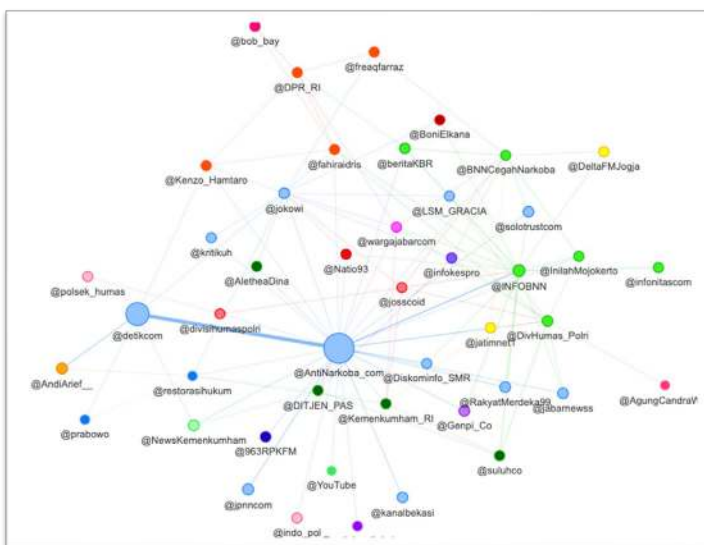 @bob_bay
@freaqfarraz
@DPR_RI
@BoniElkana
@fahiraidris
@beritaKBR
@BNNCegahNarkoba
@DeltaFMJogja
@Kenzo_Hamtaro
@jokowi
@LSM_GRACIA
@solotrustcom
@wargajabarcom
@kritikuh
@AletheaDina
@Natio93
@infokespro
@INFOBNN
@InilahMojokerto
@infonitascom
@polsek_humas
@josscoid
@detikcom
@divisihumaspolri
@jatimnet1
@DivHumas_Polri
@AntiNarkoba_com
@AndiArief__
@restorasihukum
@Diskominfo_SMR
@DITJEN_PAS
@RakyatMerdeka99
@jabarnewss
@AgungCandraW
@prabowo
@NewsKemenkumham
@Kemenkumham_RI
@Genpi_Co
@963RPKFM
@suluhco
@YouTube
@jpnncom
@kanalbekasi
@indo_pol